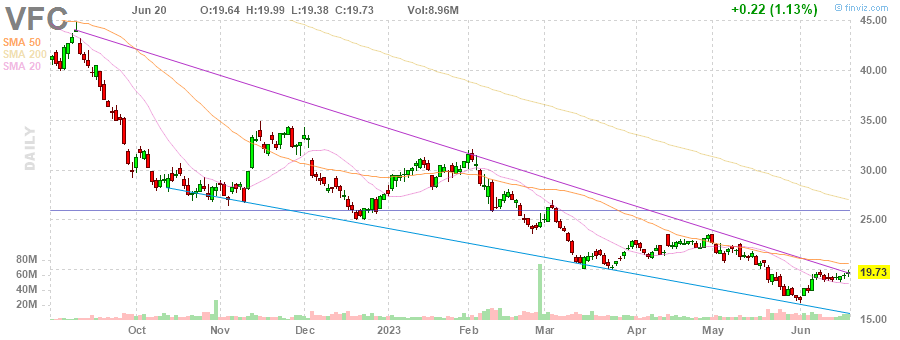 VFC
Jun 20 O:19.64 H:19.99 L:19.38 C:19.73 Vol:8.96M +0.22 (1.13%) © finviz.com
SMA 50
SMA 200
SMA 20
DAILY
45.00
40.00
35.00
30.00
25.00
19.73
15.00
80M
60M
40M
20M
Oct Nov Dec 2023 Feb Mar Apr May Jun